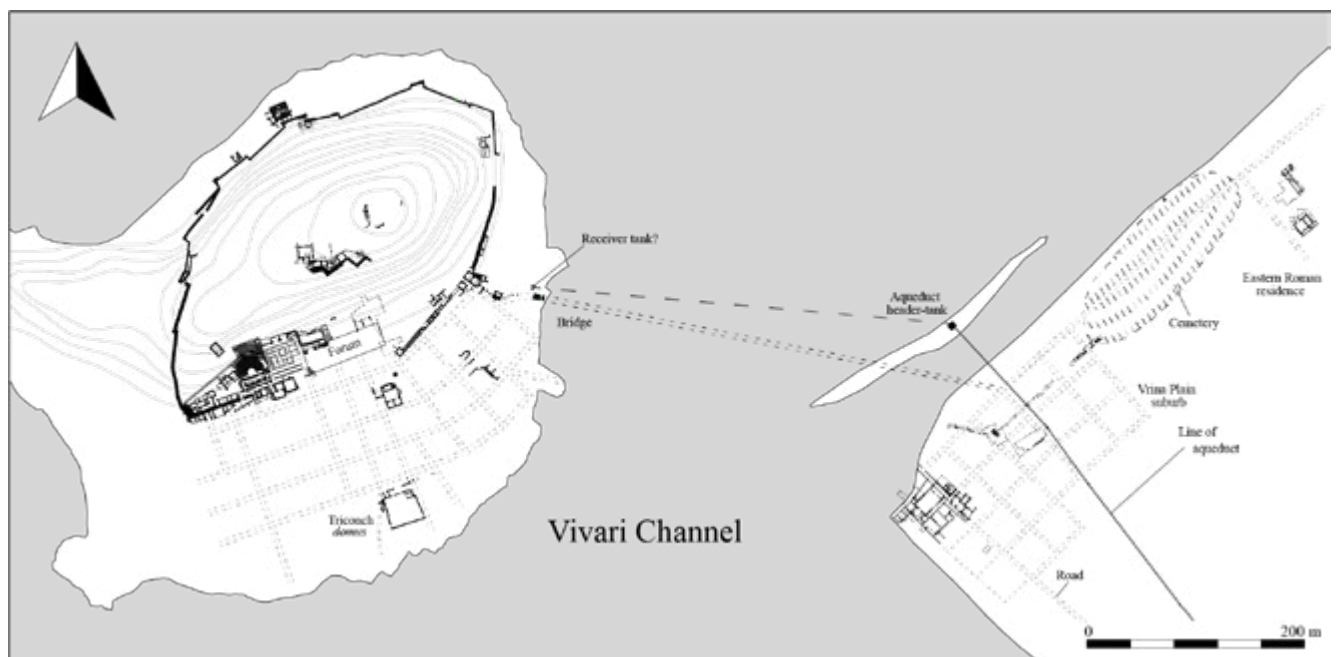 Receiver tank?
Aqueduct
header-tank
Eastern Roman
residence
Cemetery
Bridge
Forum
Vrina Plain
suburb
Line of
aqueduct
Triconch
domus
Vivari Channel
Road
0
200 m